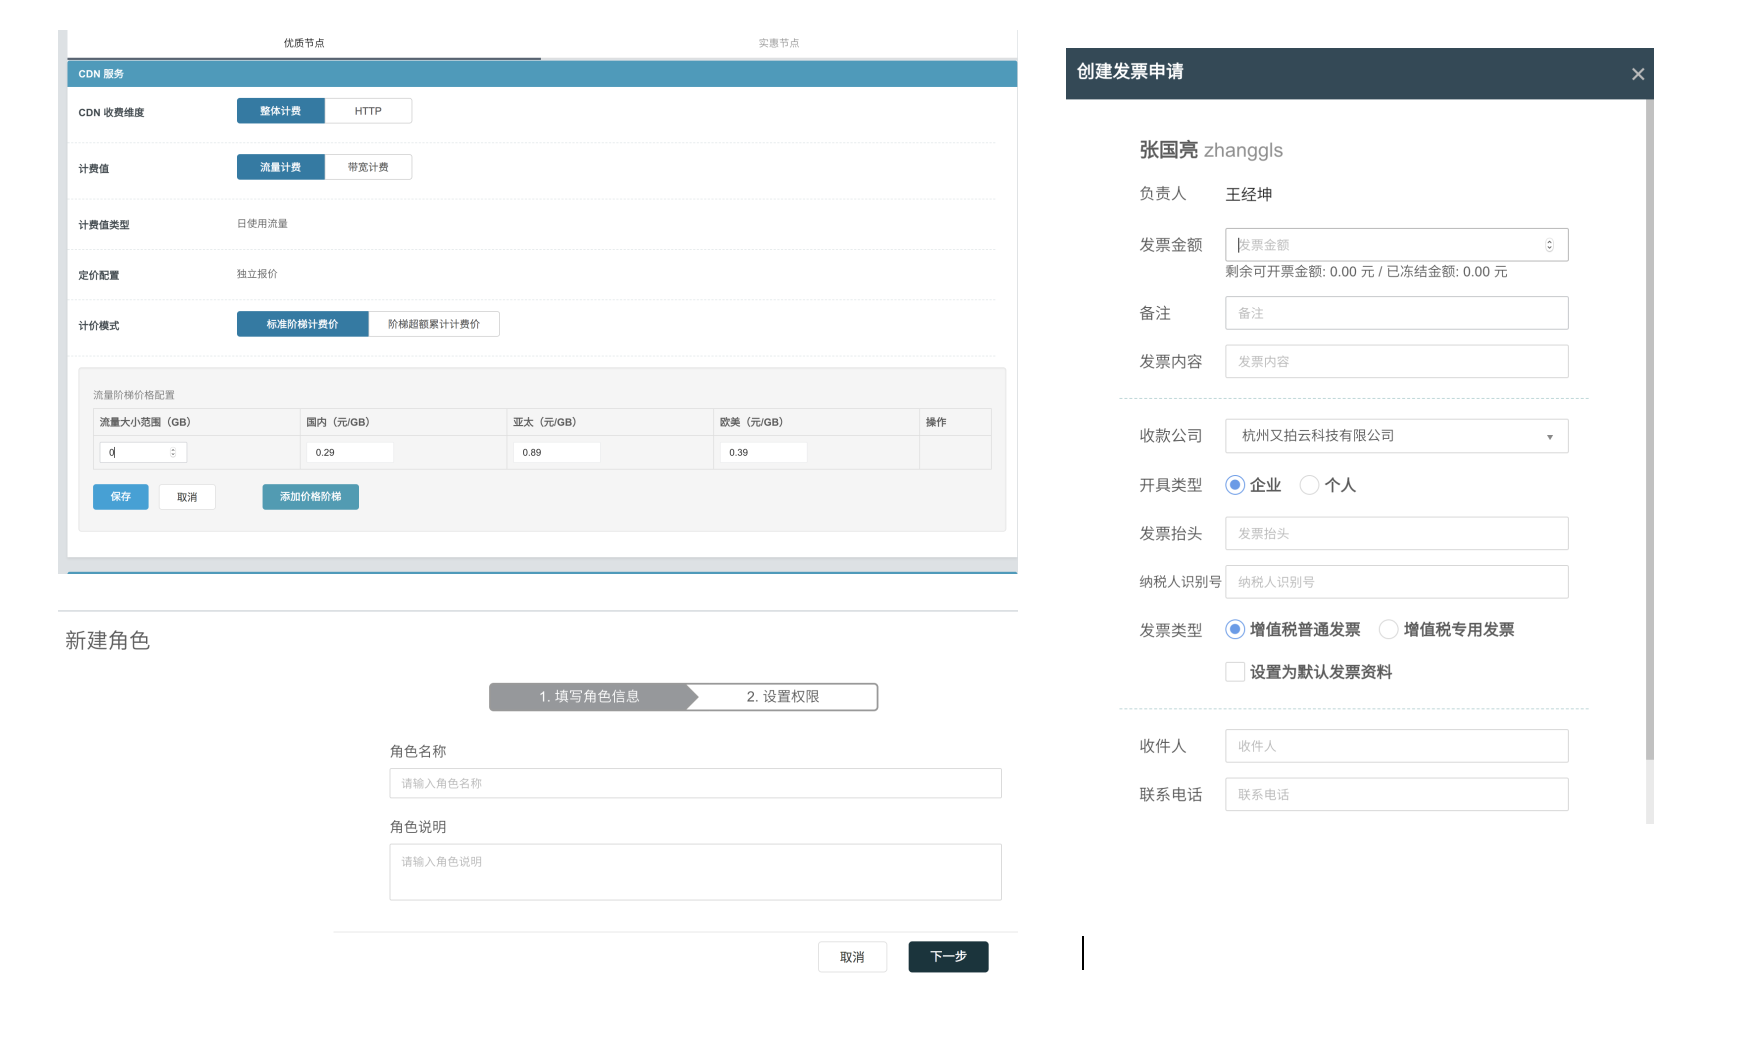 优质节点
实惠节点
CDN 服务
CDN 收费维度
整体计费
HTTP
计费值
流量计费
带宽计费
计费值类型
日使用流量
定价配置
独立报价
计价模式
标准阶梯计费价
阶梯超额累计计费价
流量阶梯价格配置
流量大小范围（GB）
国内（元/GB）
亚太（元/GB）
欧美（元/GB）
操作
0
0.29
0.89
0.39
保存
取消
添加价格阶梯
新建角色
1. 填写角色信息
2. 设置权限
角色名称
请输入角色名称
角色说明
请输入角色说明
取消
下一步
创建发票申请
×
张国亮 zhanggls
负责人
王经坤
发票金额
发票金额
剩余可开票金额: 0.00 元 / 已冻结金额: 0.00 元
备注
备注
发票内容
发票内容
收款公司
杭州又拍云科技有限公司
开具类型
企业
个人
发票抬头
发票抬头
纳税人识别号
纳税人识别号
发票类型
增值税普通发票
增值税专用发票
设置为默认发票资料
收件人
收件人
联系电话
联系电话